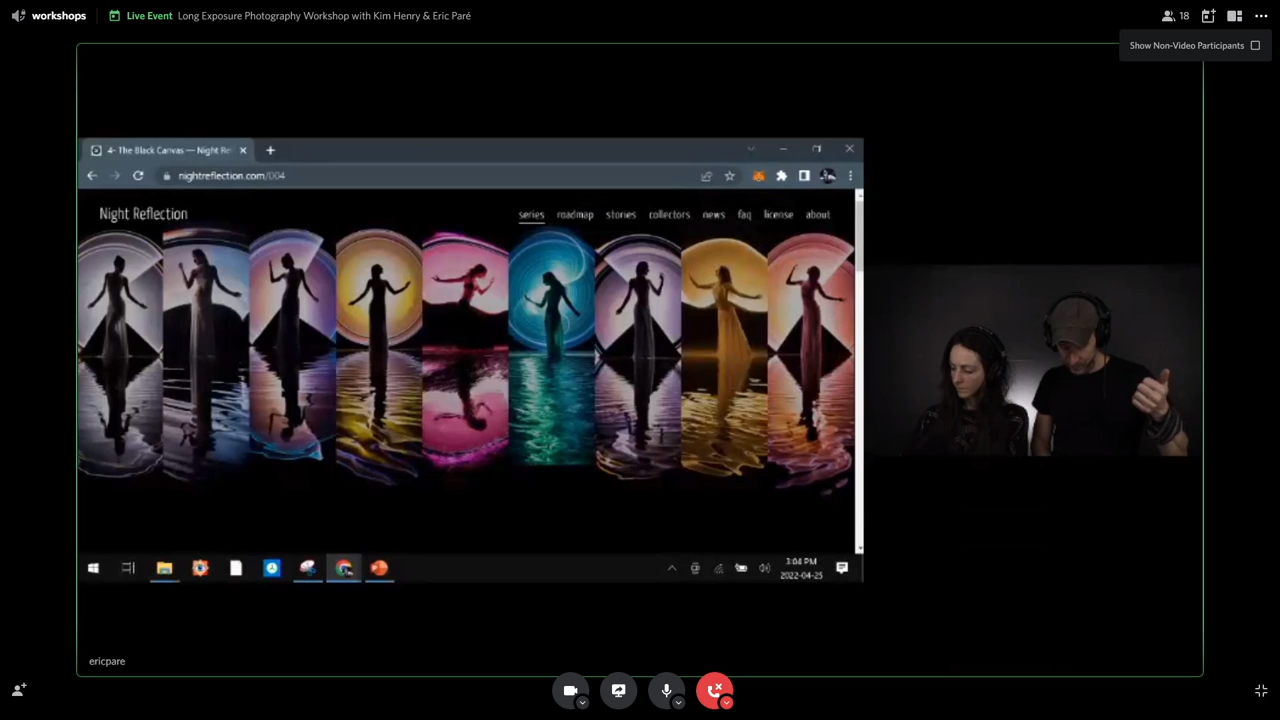 workshops
Live Event Long Exposure Photography Workshop with Kim Henry & Eric Paré
18
Show Non-Video Participants
4- The Black Canvas — Night Re
nightreflection.com/004
Night Reflection
series roadmap stories collectors news faq license about
3:04 PM
2022-04-25
ericpare